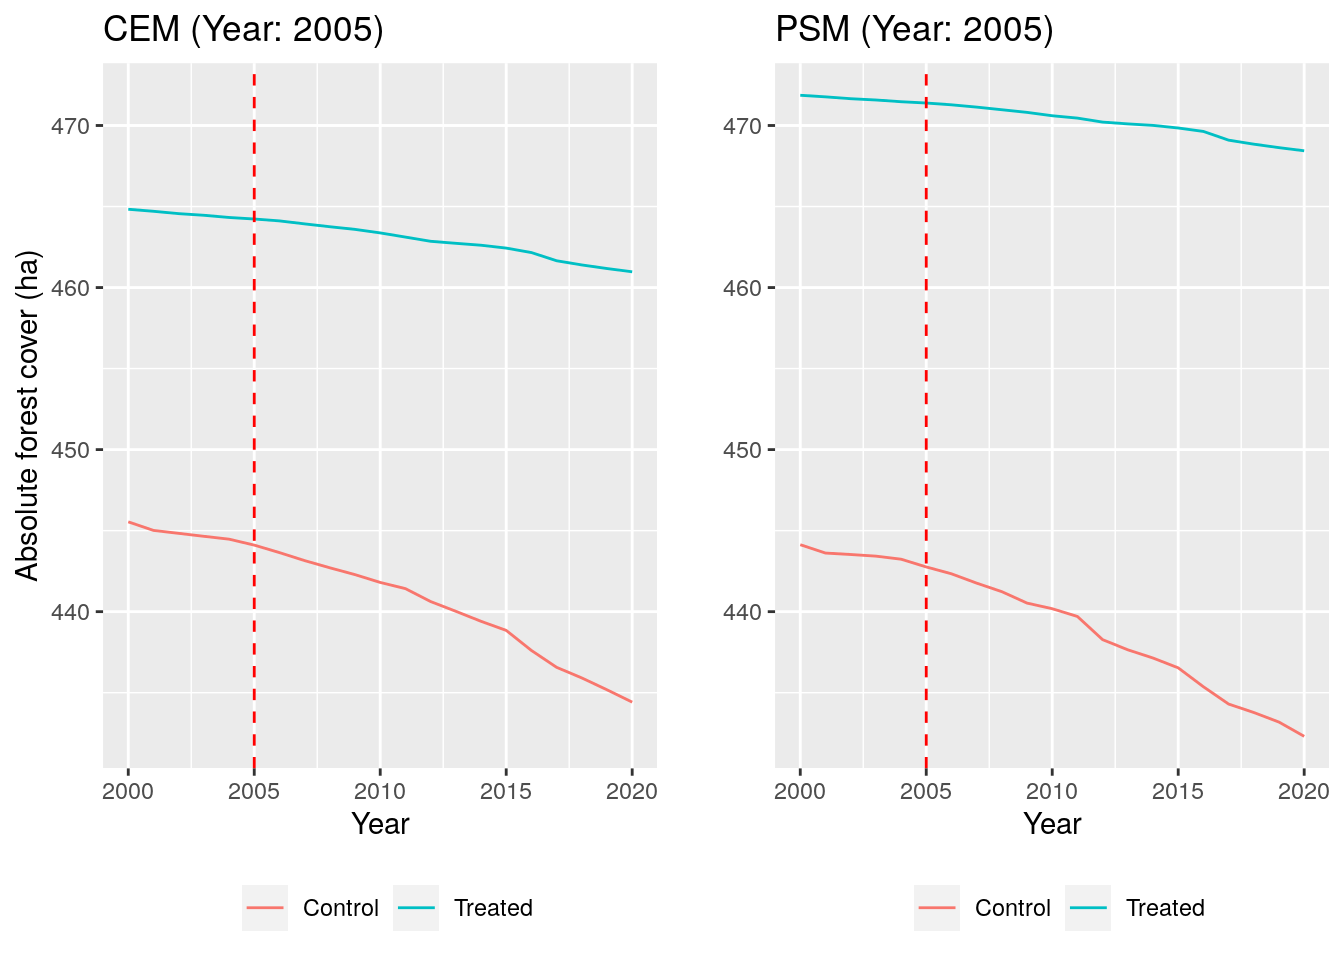 CEM (Year: 2005)
Absolute forest cover (ha)
470
460
450
440
2000 2005 2010 2015 2020
Year
Control Treated
PSM (Year: 2005)
470
460
450
440
2000 2005 2010 2015 2020
Year
Control Treated